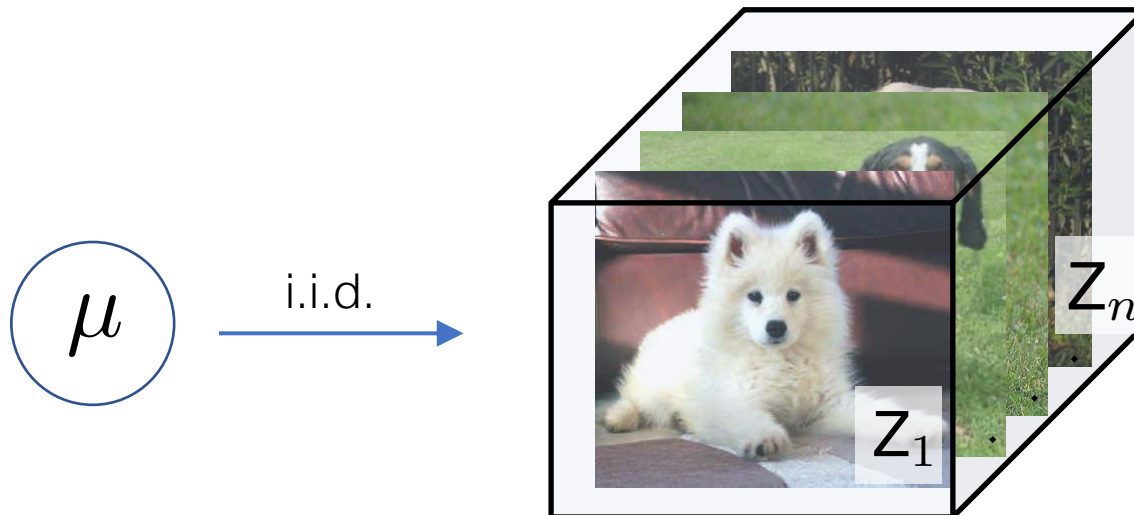 μ
i.i.d.
Z₁
. . .
Zₙ